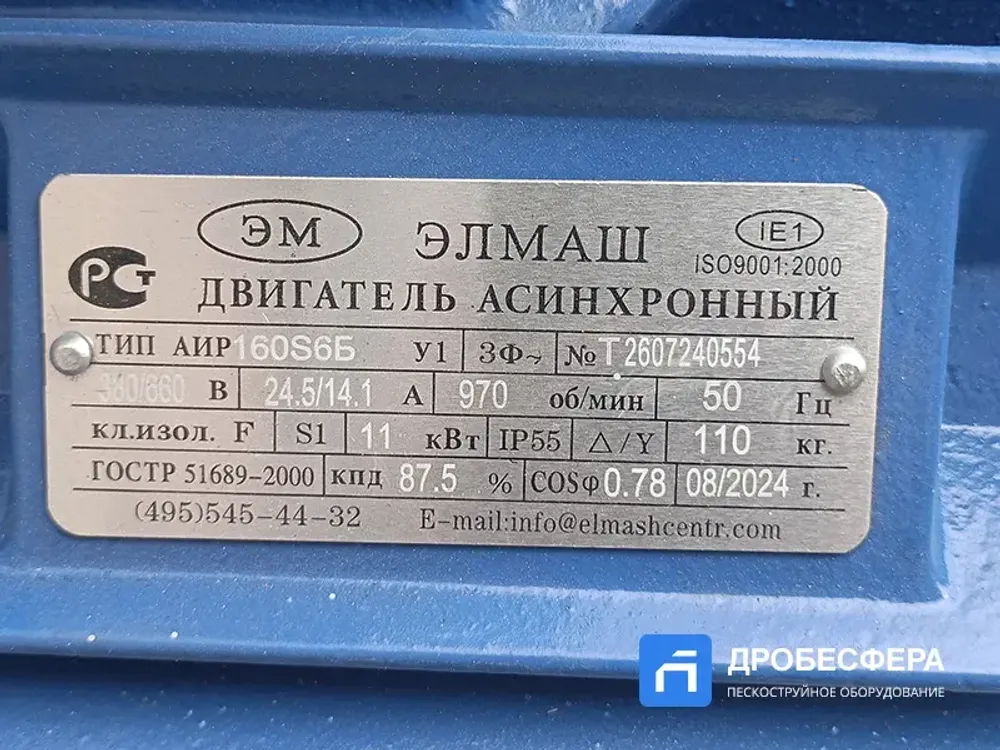 ЭМ ЭЛМАШ IE1
ISO9001:2000
РСТ
ДВИГАТЕЛЬ АСИНХРОННЫЙ
ТИП АИР160S6Б У1 3Ф~ №Т2607240554
380/660 В 24.5/14.1 А 970 об/мин 50 Гц
кл.изол. F S1 11 кВт IP55 △/Y 110 кг.
ГОСТР 51689-2000 кпд 87.5 % COSφ 0.78 08/2024 г.
(495)545-44-32 E-mail:info@elmashcentr.com
ДРОБЕСФЕРА
ПЕСКОСТРУЙНОЕ ОБОРУДОВАНИЕ